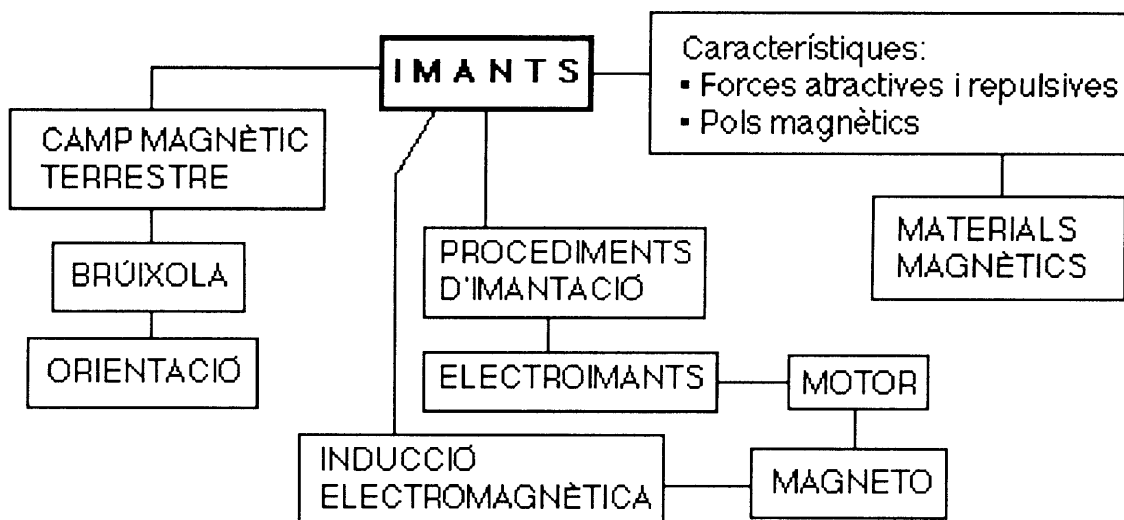 IMANTS
Característiques:
▪ Forces atractives i repulsives
▪ Pols magnètics
CAMP MAGNÈTIC
TERRESTRE
MATERIALS
MAGNÈTICS
BRÚIXOLA
PROCEDIMENTS
D'IMANTACIÓ
ORIENTACIÓ
ELECTROIMANTS
MOTOR
INDUCCIÓ
ELECTROMAGNÈTICA
MAGNETO